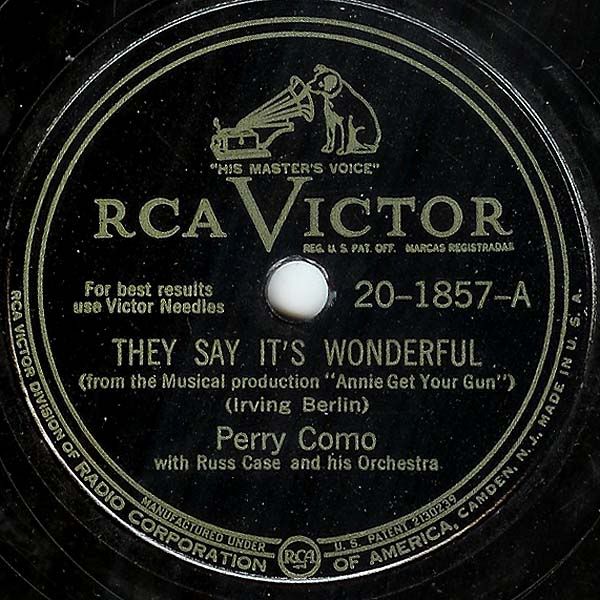 "HIS MASTER'S VOICE"
RCA VICTOR
REG. U. S. PAT. OFF. MARCAS REGISTRADAS
For best results
use Victor Needles
20-1857-A
THEY SAY IT'S WONDERFUL
(from the Musical production "Annie Get Your Gun")
(Irving Berlin)
Perry Como
with Russ Case and his Orchestra
RCA VICTOR DIVISION OF RADIO CORPORATION OF AMERICA, CAMDEN, N. J. MADE IN U. S. A.
MANUFACTURED UNDER U. S. PATENT 2130239
RCA